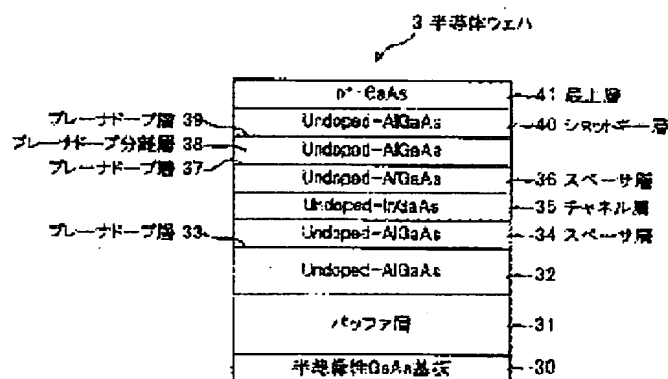 3 半導体ウェハ
n⁺-GaAs
41 最上層
プレーナドープ層 39
Undoped-AlGaAs
40 ショットキー層
プレーナドープ分離層 38
Undoped-AlGaAs
プレーナドープ層 37
Undoped-AlGaAs
36 スペーサ層
Undoped-InGaAs
35 チャネル層
プレーナドープ層 33
Undoped-AlGaAs
34 スペーサ層
Undoped-AlGaAs
32
バッファ層
31
半絶縁性GaAs基板
30